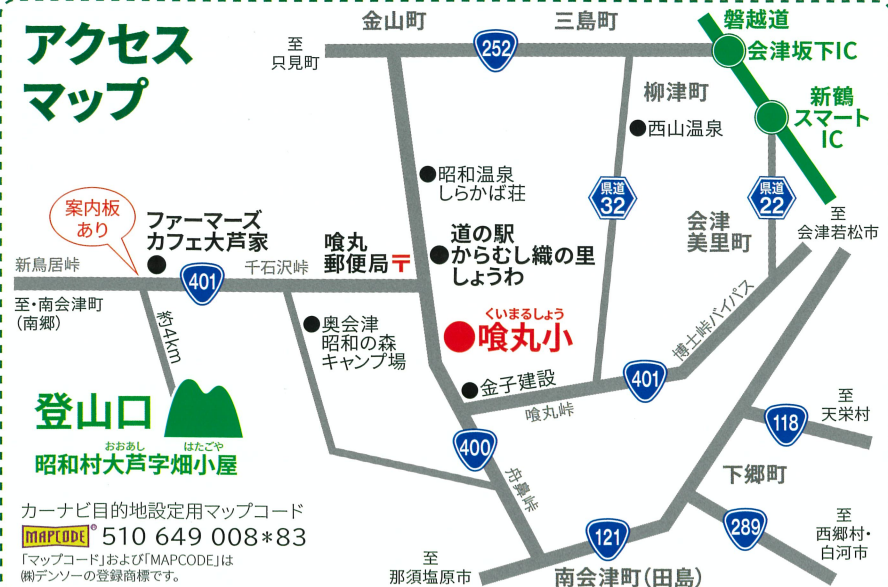 アクセス
マップ
金山町
三島町
磐越道
至
只見町
252
会津坂下IC
柳津町
新鶴
スマート
IC
西山温泉
昭和温泉
しらかば荘
県道
32
県道
22
案内板
あり
ファーマーズ
カフェ大芦家
喰丸
郵便局
道の駅
からむし織の里
しょうわ
会津
美里町
至
会津若松市
新鳥居峠
401
千石沢峠
至・南会津町
(南郷)
約4km
奥会津
昭和の森
キャンプ場
くいまるしょう
喰丸小
博士峠バイパス
金子建設
401
喰丸峠
至
天栄村
118
登山口
おおあし はたごや
昭和村大芦字畑小屋
400
舟鼻峠
下郷町
カーナビ目的地設定用マップコード
MAPCODE® 510 649 008*83
「マップコード」および「MAPCODE」は
㈱デンソーの登録商標です。
121
289
至
西郷村・
白河市
至
那須塩原市
南会津町(田島)